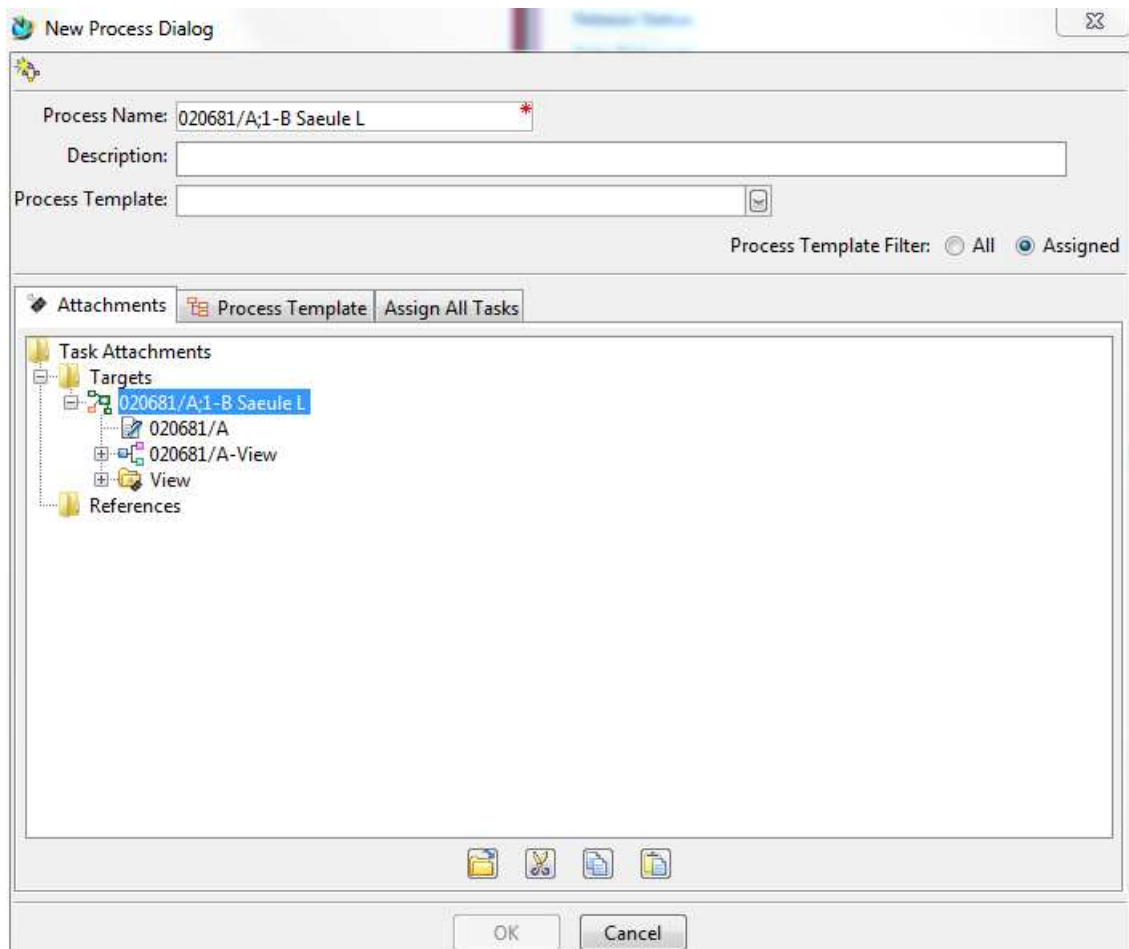 New Process Dialog
Process Name: 020681/A;1-B Saeule L *
Description:
Process Template:
Process Template Filter: All Assigned
Attachments Process Template Assign All Tasks
Task Attachments
Targets
020681/A;1-B Saeule L
020681/A
020681/A-View
View
References
OK Cancel